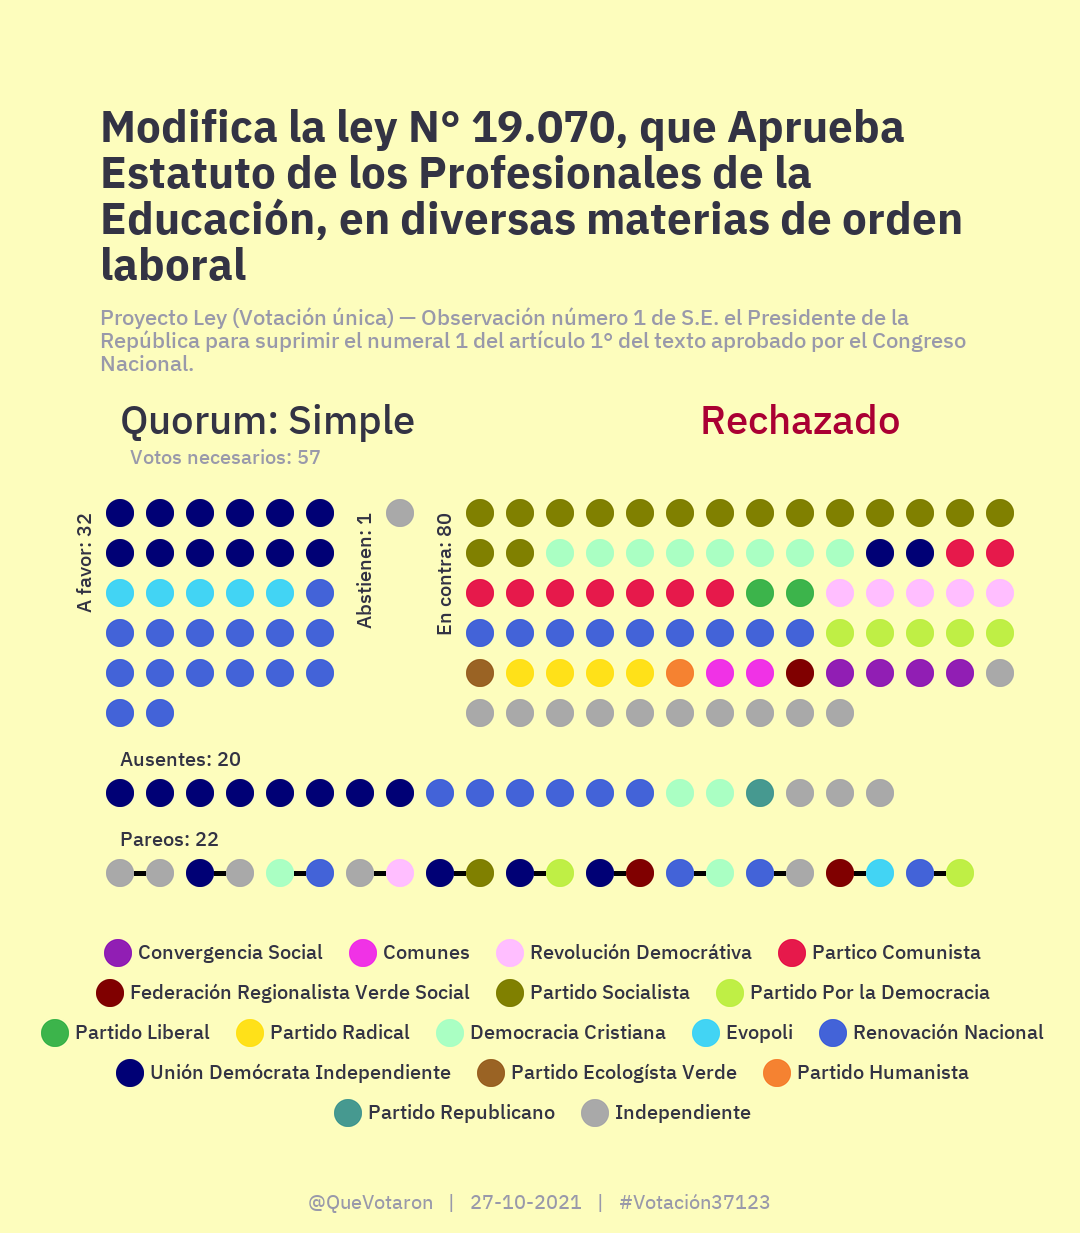 Modifica la ley N° 19.070, que Aprueba
Estatuto de los Profesionales de la
Educación, en diversas materias de orden
laboral
Proyecto Ley (Votación única) — Observación número 1 de S.E. el Presidente de la
República para suprimir el numeral 1 del artículo 1° del texto aprobado por el Congreso
Nacional.
Quorum: Simple
Rechazado
Votos necesarios: 57
A favor: 32
Abstienen: 1
En contra: 80
Ausentes: 20
Pareos: 22
Convergencia Social
Comunes
Revolución Demócrátiva
Partico Comunista
Federación Regionalista Verde Social
Partido Socialista
Partido Por la Democracia
Partido Liberal
Partido Radical
Democracia Cristiana
Evopoli
Renovación Nacional
Unión Demócrata Independiente
Partido Ecologísta Verde
Partido Humanista
Partido Republicano
Independiente
@QueVotaron | 27-10-2021 | #Votación37123